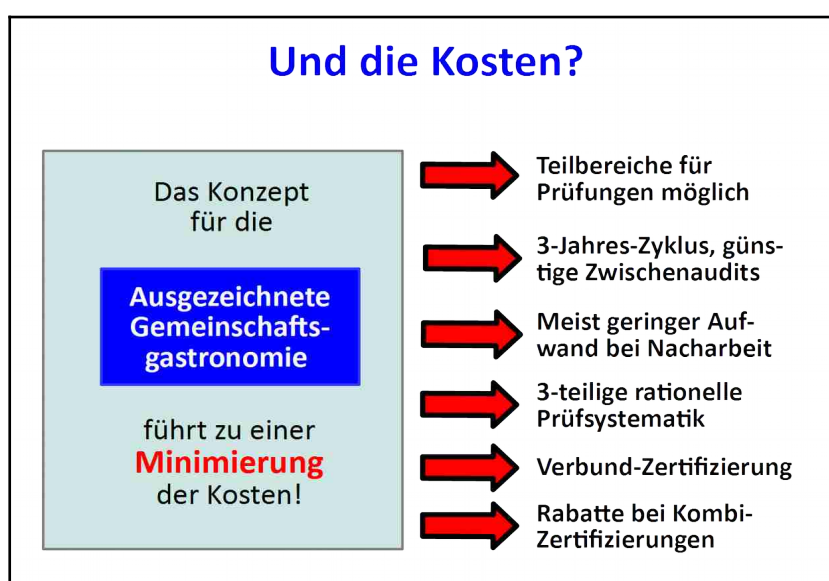 Und die Kosten?
Das Konzept
für die
Ausgezeichnete
Gemeinschafts-
gastronomie
führt zu einer
Minimierung
der Kosten!
Teilbereiche für
Prüfungen möglich
3-Jahres-Zyklus, güns-
tige Zwischenaudits
Meist geringer Auf-
wand bei Nacharbeit
3-teilige rationelle
Prüfsystematik
Verbund-Zertifizierung
Rabatte bei Kombi-
Zertifizierungen